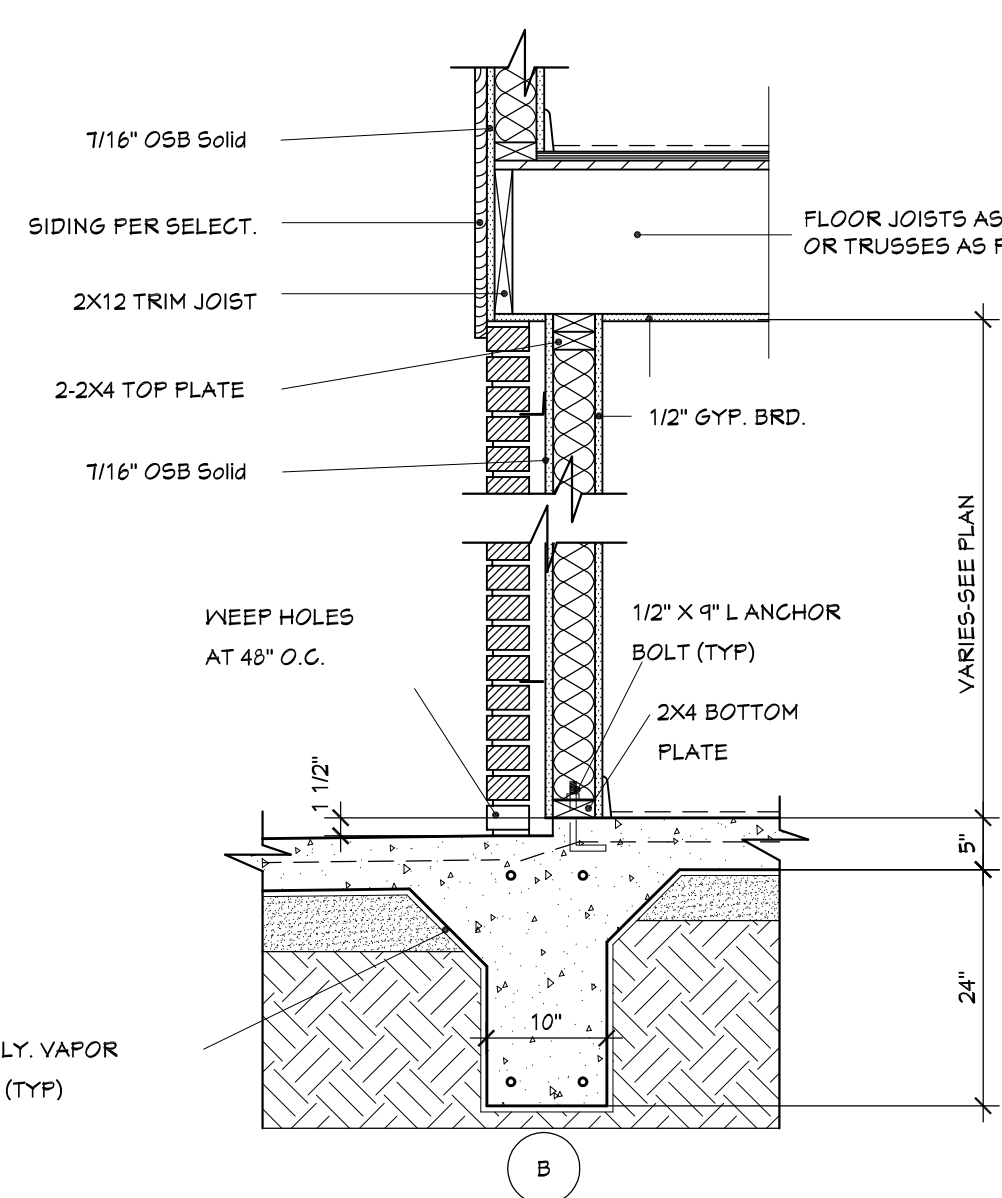 7/16" OSB Solid
SIDING PER SELECT.
FLOOR JOISTS AS
OR TRUSSES AS
2X12 TRIM JOIST
2-2X4 TOP PLATE
1/2" GYP. BRD.
7/16" OSB Solid
VARIES-SEE PLAN
WEEP HOLES
AT 48" O.C.
1/2" X 9" L ANCHOR
BOLT (TYP)
2X4 BOTTOM
PLATE
1 1/2"
5"
24"
10"
LY. VAPOR
(TYP)
B